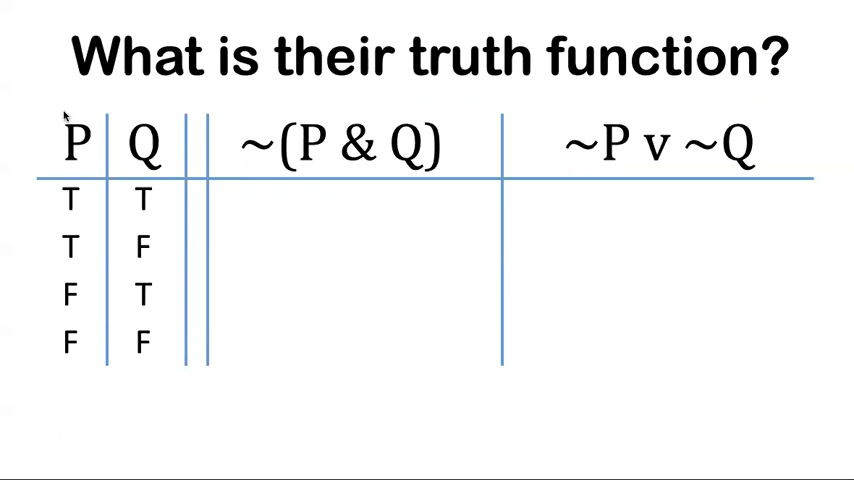 What is their truth function?
P Q ~(P & Q) ~P v ~Q
T T
T F
F T
F F